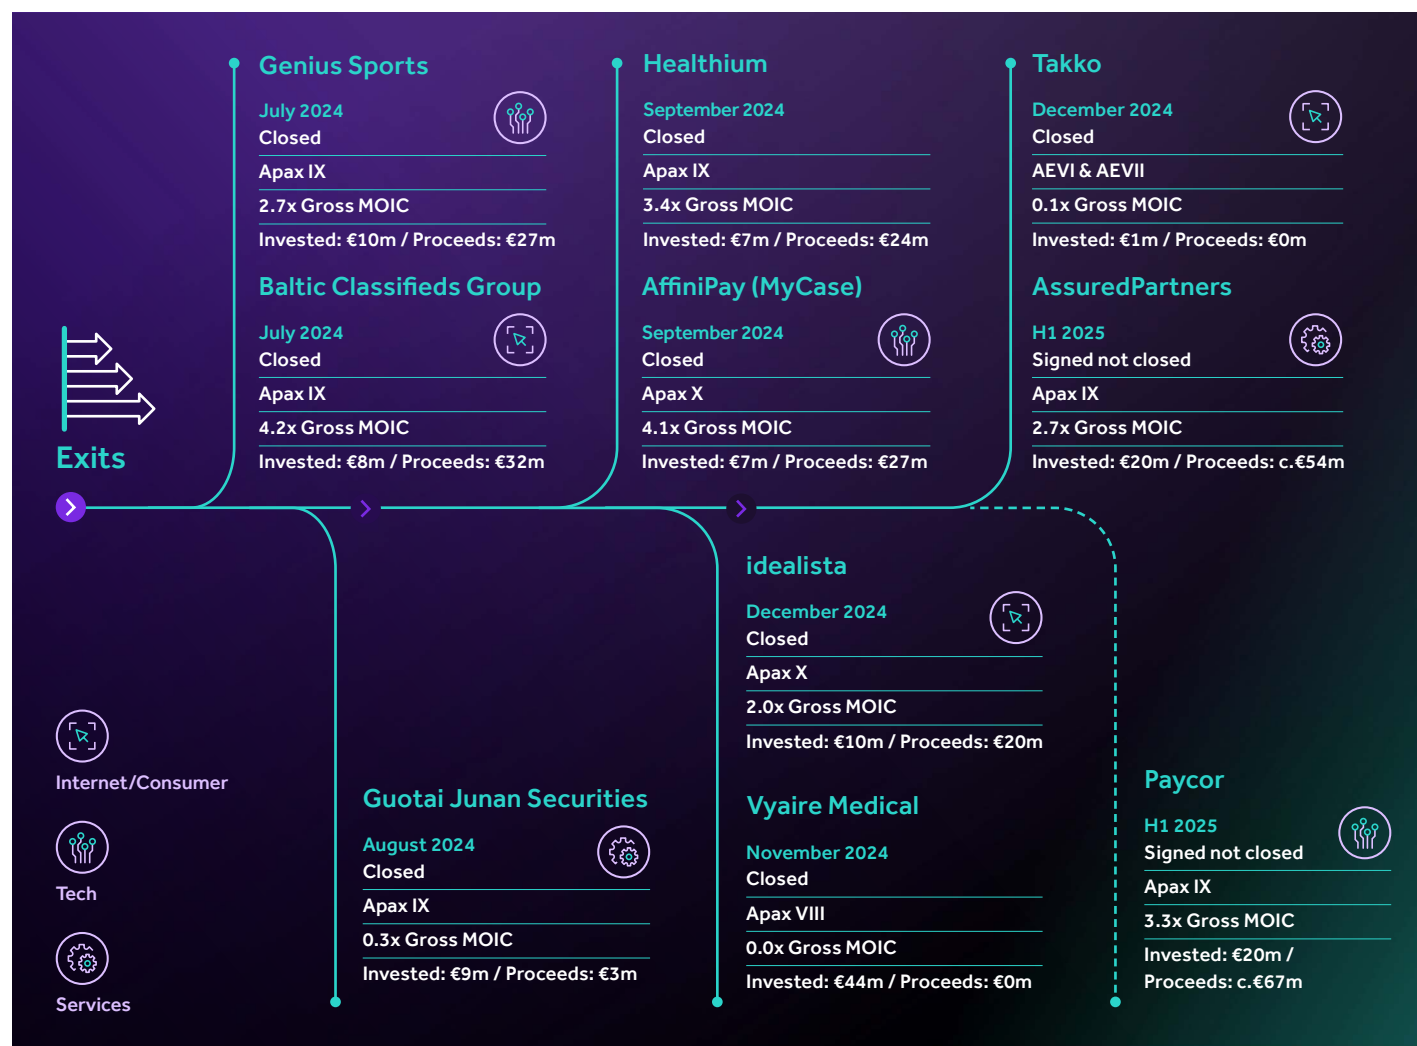 Genius Sports
July 2024
Closed
Apax IX
2.7x Gross MOIC
Invested: €10m / Proceeds: €27m
Baltic Classifieds Group
July 2024
Closed
Apax IX
4.2x Gross MOIC
Invested: €8m / Proceeds: €32m
Healthium
September 2024
Closed
Apax IX
3.4x Gross MOIC
Invested: €7m / Proceeds: €24m
AffiniPay (MyCase)
September 2024
Closed
Apax X
4.1x Gross MOIC
Invested: €7m / Proceeds: €27m
Takko
December 2024
Closed
AEVI & AEVII
0.1x Gross MOIC
Invested: €1m / Proceeds: €0m
AssuredPartners
H1 2025
Signed not closed
Apax IX
2.7x Gross MOIC
Invested: €20m / Proceeds: c.€54m
Exits
Internet/Consumer
Tech
Services
Guotai Junan Securities
August 2024
Closed
Apax IX
0.3x Gross MOIC
Invested: €9m / Proceeds: €3m
idealista
December 2024
Closed
Apax X
2.0x Gross MOIC
Invested: €10m / Proceeds: €20m
Vyaire Medical
November 2024
Closed
Apax VIII
0.0x Gross MOIC
Invested: €44m / Proceeds: €0m
Paycor
H1 2025
Signed not closed
Apax IX
3.3x Gross MOIC
Invested: €20m /
Proceeds: c.€67m